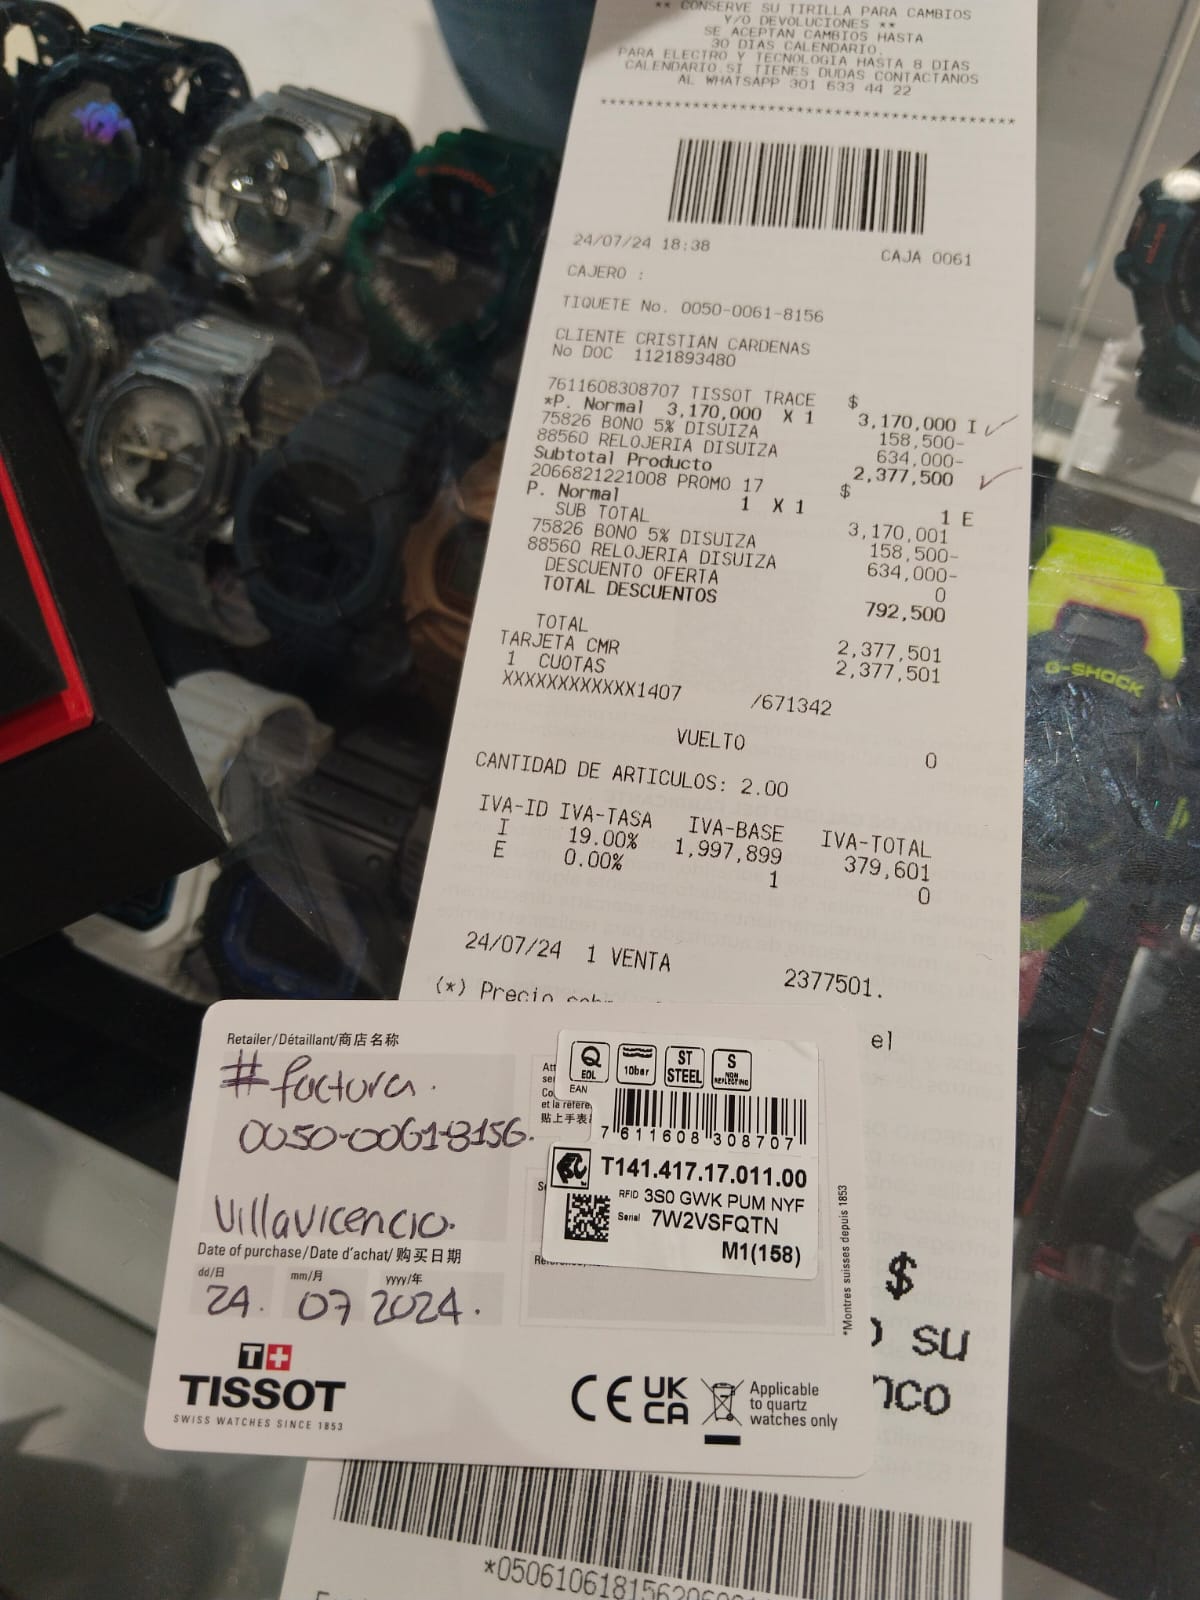 ** CONSERVE SU TIRILLA PARA CAMBIOS
Y/O DEVOLUCIONES **
SE ACEPTAN CAMBIOS HASTA
30 DIAS CALENDARIO.
PARA ELECTRO Y TECNOLOGIA HASTA 8 DIAS
CALENDARIO.SI TIENES DUDAS CONTACTANOS
AL WHATSAPP 301 633 44 22
24/07/24 18:38 CAJA 0061
CAJERO :
TIQUETE No. 0050-0061-8156
CLIENTE CRISTIAN CARDENAS
No DOC 1121893480
7611608308707 TISSOT TRACE $
*P. Normal 3,170,000 X 1 3,170,000 I
75826 BONO 5% DISUIZA 158,500-
88560 RELOJERIA DISUIZA 634,000-
Subtotal Producto 2,377,500
2066821221008 PROMO 17 $
P. Normal 1 X 1 1 E
SUB TOTAL 3,170,001
75826 BONO 5% DISUIZA 158,500-
88560 RELOJERIA DISUIZA 634,000-
DESCUENTO OFERTA 0
TOTAL DESCUENTOS 792,500
TOTAL 2,377,501
TARJETA CMR 2,377,501
1 CUOTAS
XXXXXXXXXXXX1407 /671342
VUELTO 0
CANTIDAD DE ARTICULOS: 2.00
IVA-ID IVA-TASA IVA-BASE IVA-TOTAL
I 19.00% 1,997,899 379,601
E 0.00% 1 0
24/07/24 1 VENTA 2377501.
(*) Precio
el
Retailer/Détaillant/商店名称
#factura.
0050-0061-8156.
Villavicencio.
Date of purchase/Date d'achat/购买日期
dd/日 mm/月 yyyy/年
24. 07 2024.
Q EOL
10bar
ST STEEL
S NON REFLECTING
EAN
7 611608 308707
T141.417.17.011.00
RFID 3S0 GWK PUM NYF
Serial 7W2VSFQTN
M1(158)
*Montres suisses depuis 1853
T+
TISSOT
SWISS WATCHES SINCE 1853
CE UK CA
Applicable
to quartz
watches only
$
su
G-SHOCK